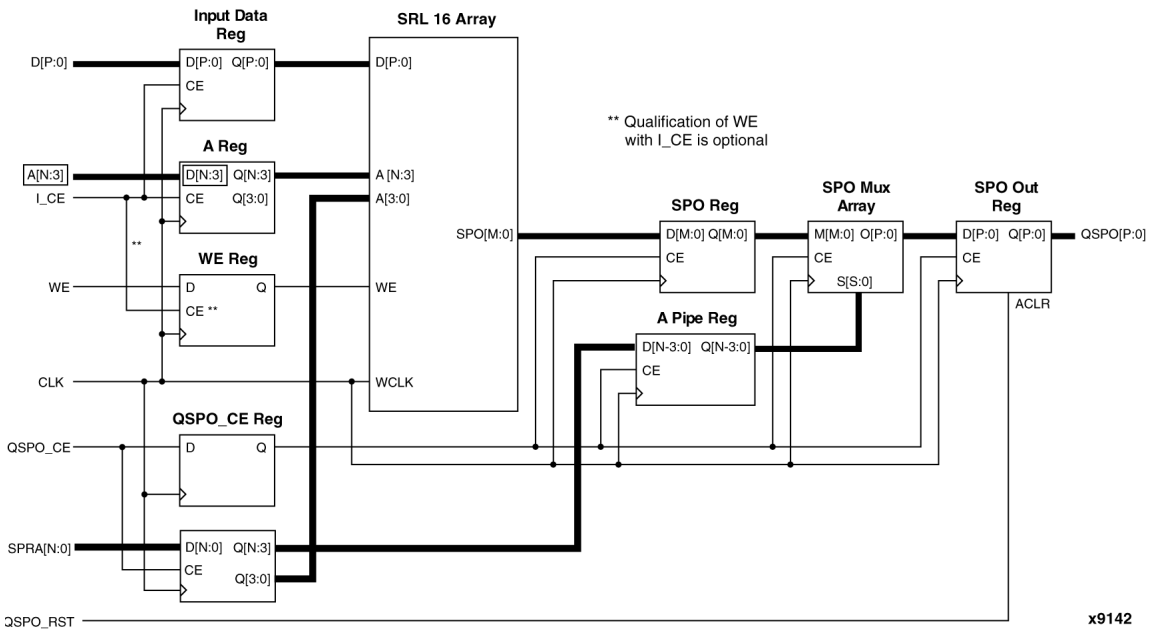 Input Data
Reg
SRL 16 Array
D[P:0]
D[P:0] Q[P:0]
D[P:0]
CE
** Qualification of WE
with I_CE is optional
A Reg
A[N:3]
D[N:3] Q[N:3]
A [N:3]
I_CE
CE Q[3:0]
A[3:0]
SPO Reg
SPO Mux
Array
SPO Out
Reg
SPO[M:0]
D[M:0] Q[M:0]
M[M:0] O[P:0]
D[P:0] Q[P:0]
QSPO[P:0]
**
CE
CE
CE
WE Reg
S[S:0]
WE
D Q
WE
ACLR
CE **
A Pipe Reg
D[N-3:0] Q[N-3:0]
CE
CLK
WCLK
QSPO_CE Reg
QSPO_CE
D Q
SPRA[N:0]
D[N:0] Q[N:3]
CE
Q[3:0]
QSPO_RST
x9142